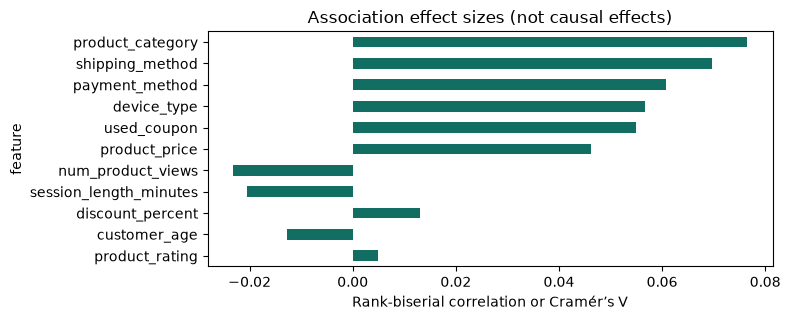 Association effect sizes (not causal effects)
product_category
shipping_method
payment_method
device_type
used_coupon
product_price
num_product_views
session_length_minutes
discount_percent
customer_age
product_rating
feature
−0.02 0.00 0.02 0.04 0.06 0.08
Rank-biserial correlation or Cramér’s V